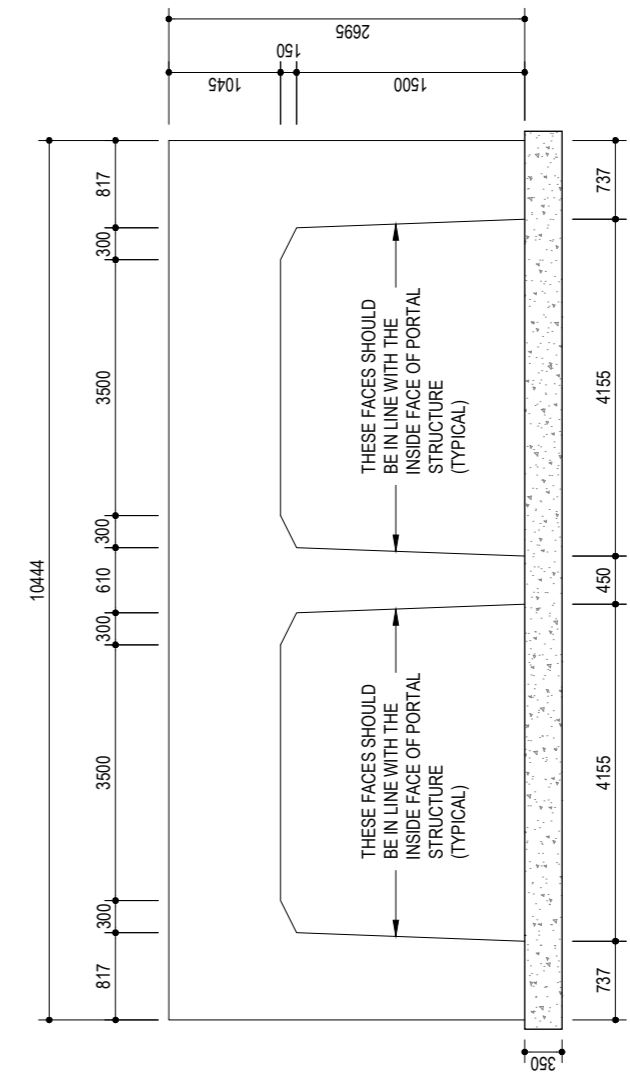 10444
817
300
3500
300
610
300
3500
300
817
1045
150
1500
2695
THESE FACES SHOULD
BE IN LINE WITH THE
INSIDE FACE OF PORTAL
STRUCTURE
(TYPICAL)
THESE FACES SHOULD
BE IN LINE WITH THE
INSIDE FACE OF PORTAL
STRUCTURE
(TYPICAL)
350
737
4155
450
4155
737